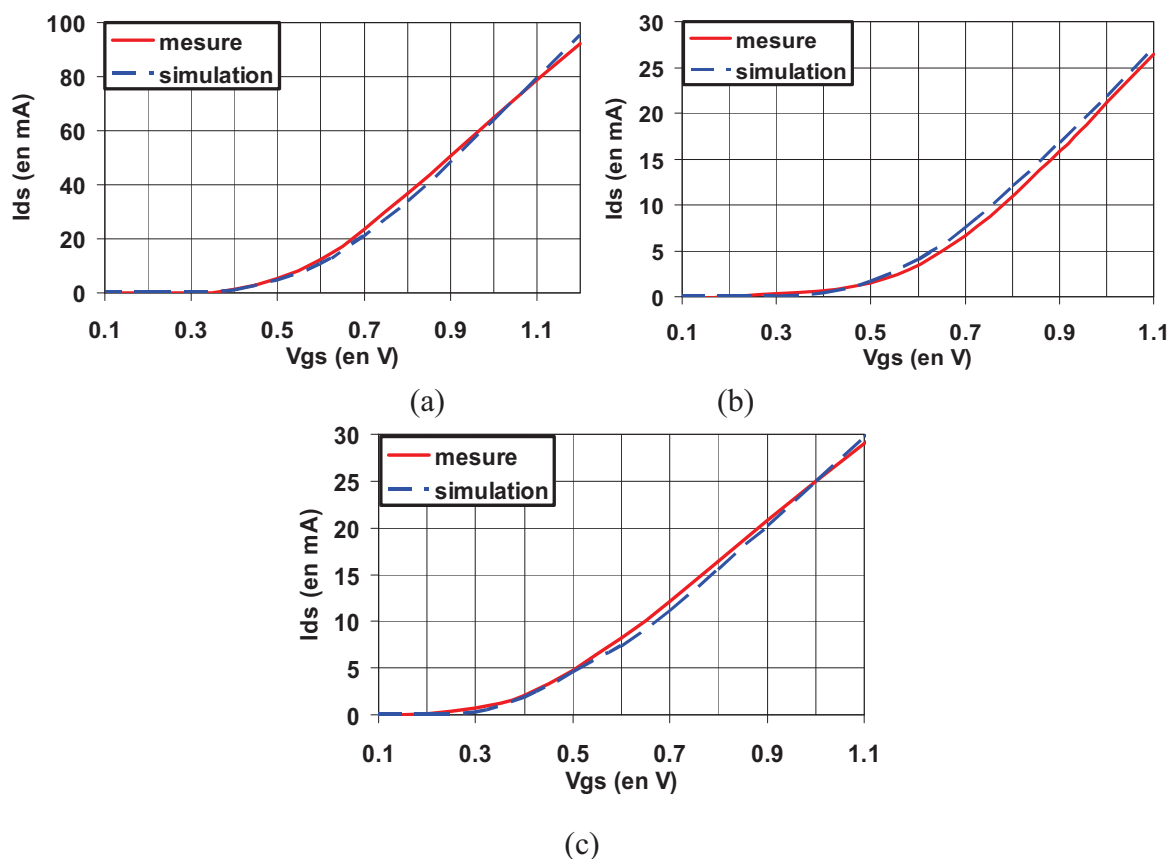 mesure
simulation
Ids (en mA)
100
80
60
40
20
0
0.1 0.3 0.5 0.7 0.9 1.1
Vgs (en V)
(a)
mesure
simulation
Ids (en mA)
30
25
20
15
10
5
0
0.1 0.3 0.5 0.7 0.9 1.1
Vgs (en V)
(b)
mesure
simulation
Ids (en mA)
30
25
20
15
10
5
0
0.1 0.3 0.5 0.7 0.9 1.1
Vgs (en V)
(c)